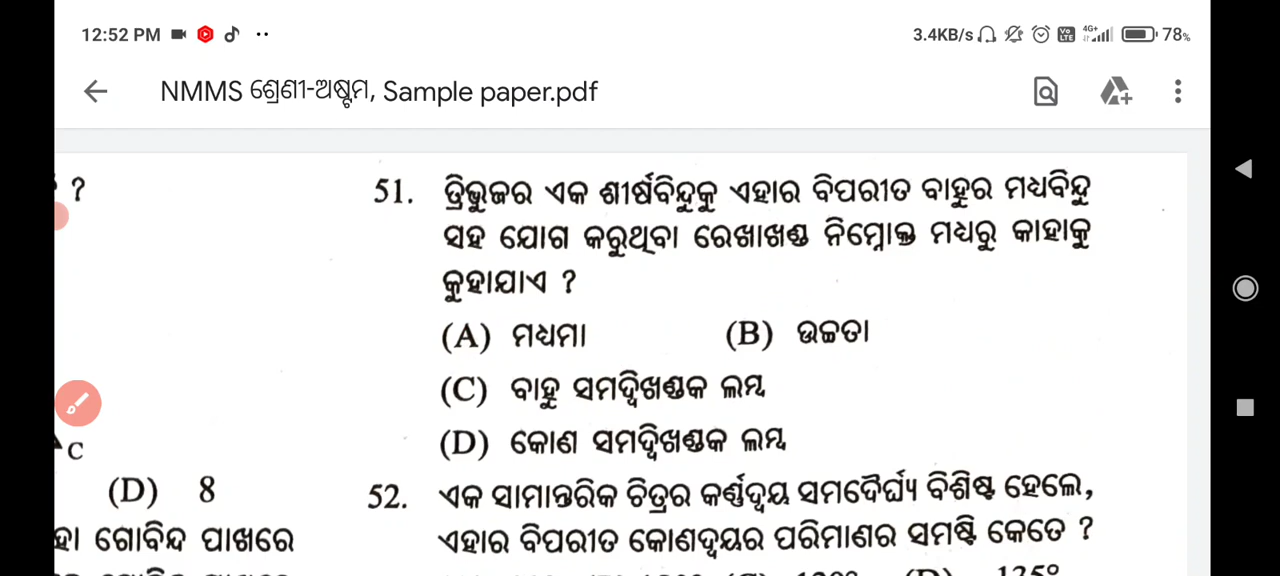 12:52 PM
3.4KB/s 4G+ 78%
NMMS ଶ୍ରେଣୀ-ଅଷ୍ଟମ, Sample paper.pdf
?
51. ତ୍ରିଭୁଜର ଏକ ଶୀର୍ଷବିନ୍ଦୁକୁ ଏହାର ବିପରୀତ ବାହୁର ମଧ୍ୟବିନ୍ଦୁ
ସହ ଯୋଗ କରୁଥିବା ରେଖାଖଣ୍ଡ ନିମ୍ନୋକ୍ତ ମଧ୍ୟରୁ କାହାକୁ
କୁହାଯାଏ ?
(A) ମଧ୍ୟମା (B) ଉଚ୍ଚତା
(C) ବାହୁ ସମଦ୍ୱିଖଣ୍ଡକ ଲମ୍ବ
(D) କୋଣ ସମଦ୍ୱିଖଣ୍ଡକ ଲମ୍ବ
C
(D) 8
52. ଏକ ସାମାନ୍ତରିକ ଚିତ୍ରର କର୍ଣ୍ଣଦ୍ୱୟ ସମଦୈର୍ଘ୍ୟ ବିଶିଷ୍ଟ ହେଲେ,
ଏହାର ବିପରୀତ କୋଣଦ୍ୱୟର ପରିମାଣର ସମଷ୍ଟି କେତେ ?
ଗୋବିନ୍ଦ ପାଖରେ